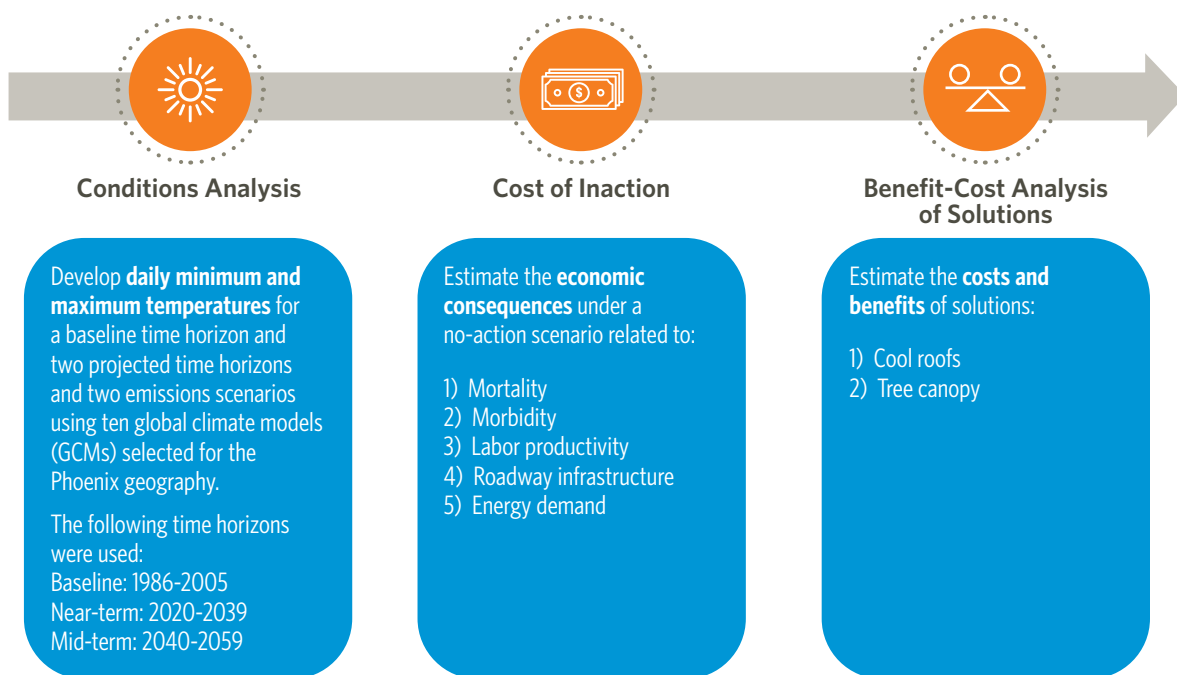 $
Conditions Analysis
Develop daily minimum and
maximum temperatures for
a baseline time horizon and
two projected time horizons
and two emissions scenarios
using ten global climate models
(GCMs) selected for the
Phoenix geography.
The following time horizons
were used:
Baseline: 1986-2005
Near-term: 2020-2039
Mid-term: 2040-2059
Cost of Inaction
Estimate the economic
consequences under a
no-action scenario related to:
1) Mortality
2) Morbidity
3) Labor productivity
4) Roadway infrastructure
5) Energy demand
Benefit-Cost Analysis
of Solutions
Estimate the costs and
benefits of solutions:
1) Cool roofs
2) Tree canopy